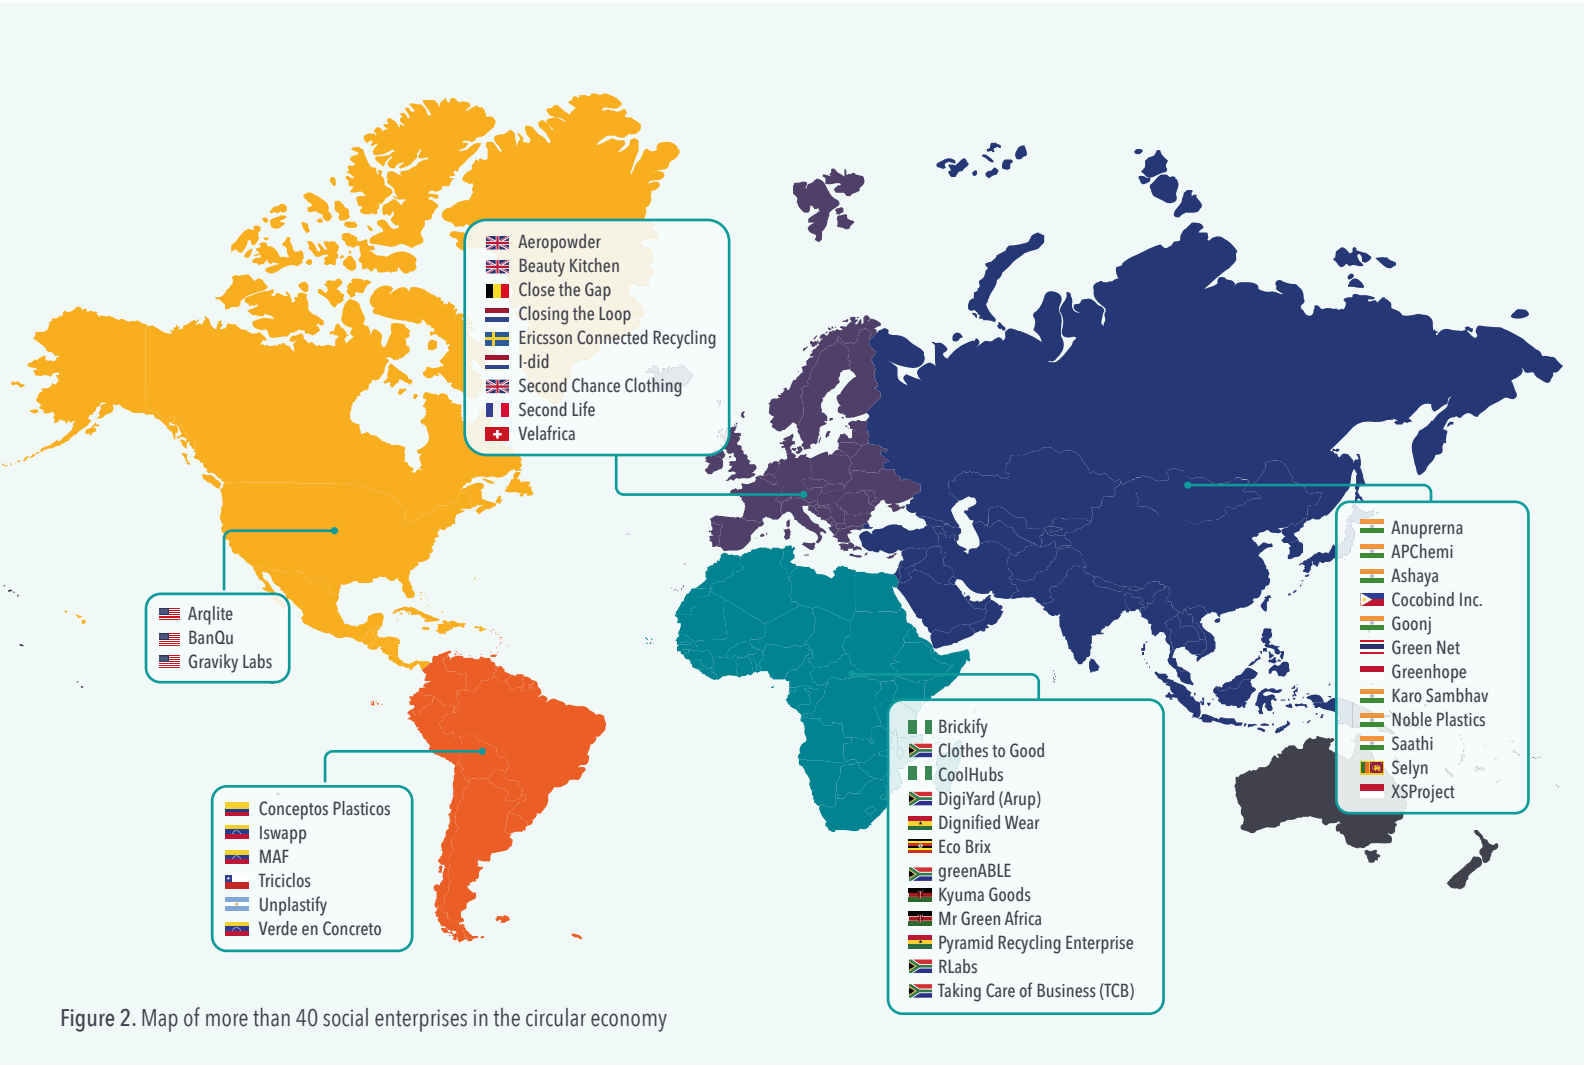 Aeropowder
Beauty Kitchen
Close the Gap
Closing the Loop
Ericsson Connected Recycling
I-did
Second Chance Clothing
Second Life
Velafrica
Arqlite
BanQu
Graviky Labs
Conceptos Plasticos
Iswapp
MAF
Triciclos
Unplastify
Verde en Concreto
Brickify
Clothes to Good
CoolHubs
DigiYard (Arup)
Dignified Wear
Eco Brix
greenABLE
Kyuma Goods
Mr Green Africa
Pyramid Recycling Enterprise
RLabs
Taking Care of Business (TCB)
Anuprerna
APChemi
Ashaya
Cocobind Inc.
Goonj
Green Net
Greenhope
Karo Sambhav
Noble Plastics
Saathi
Selyn
XSProject
Figure 2. Map of more than 40 social enterprises in the circular economy